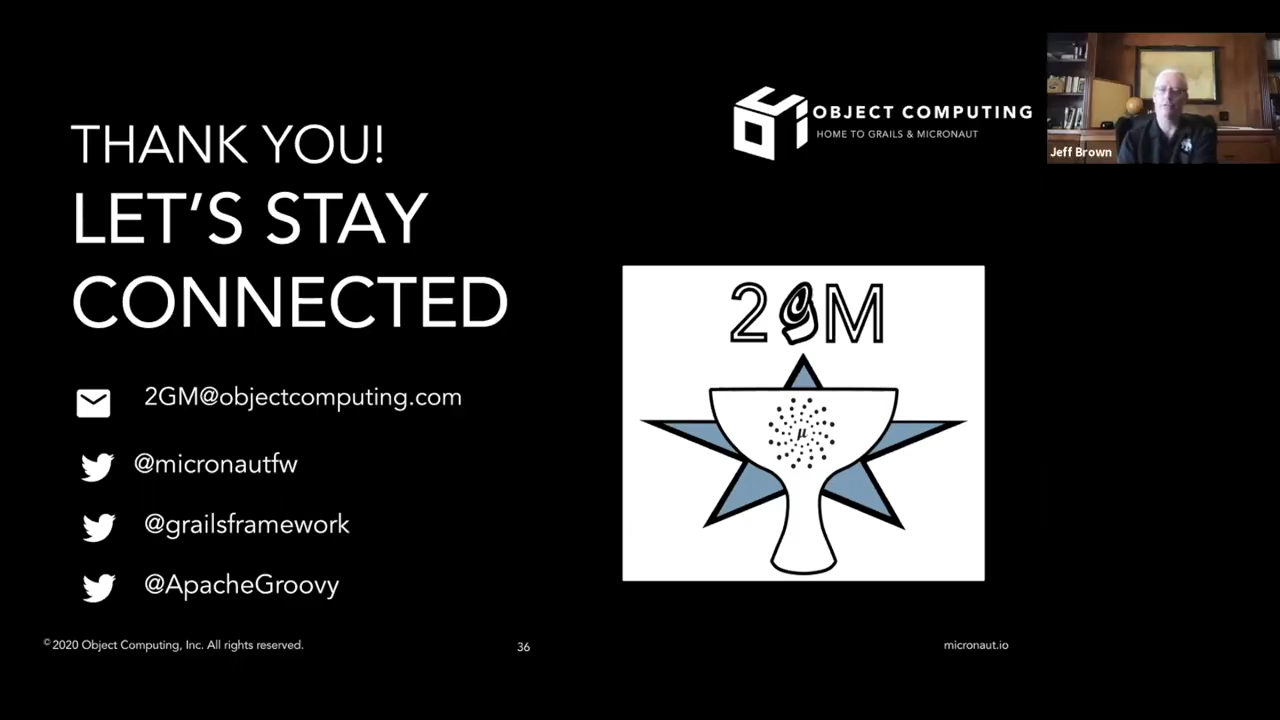 THANK YOU!
LET’S STAY
CONNECTED
2GM@objectcomputing.com
@micronautfw
@grailsframework
@ApacheGroovy
OCi OBJECT COMPUTING
HOME TO GRAILS & MICRONAUT
Jeff Brown
2GM
μ
© 2020 Object Computing, Inc. All rights reserved.
36
micronaut.io